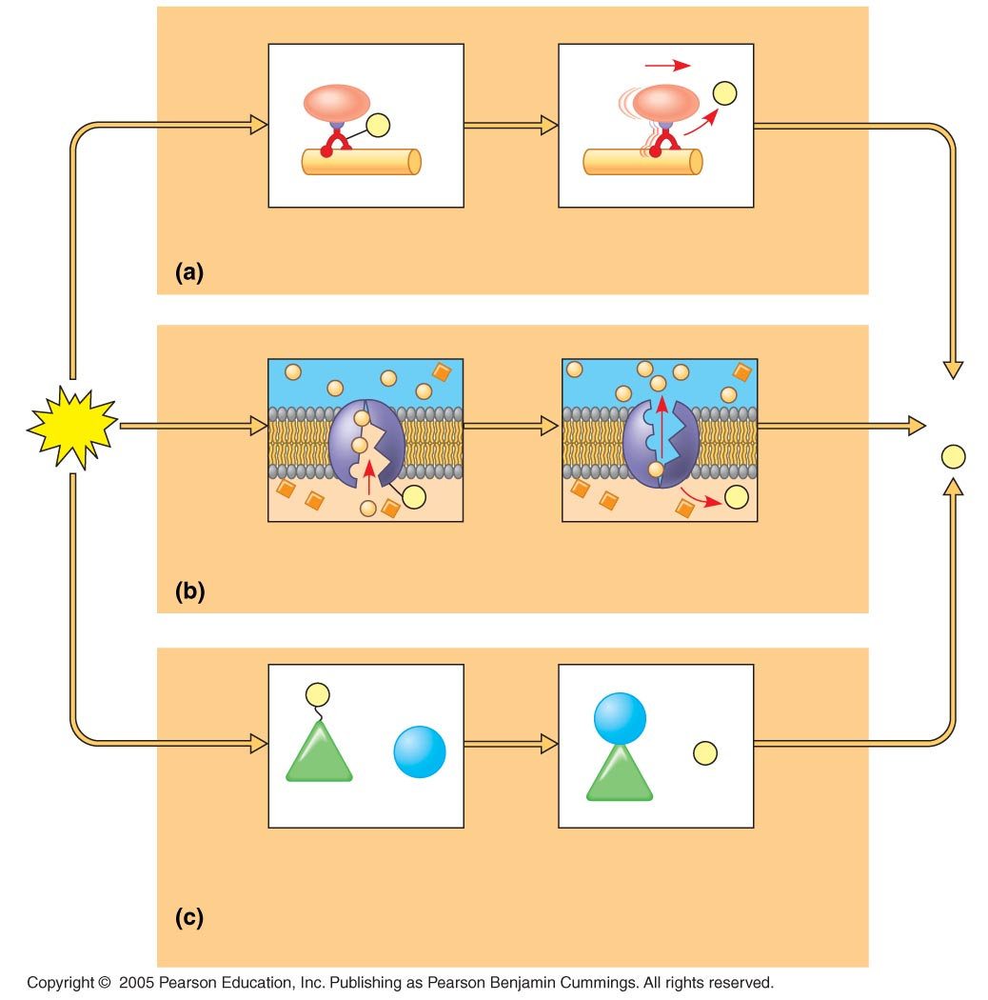 (a)
(b)
(c)
Copyright © 2005 Pearson Education, Inc. Publishing as Pearson Benjamin Cummings. All rights reserved.